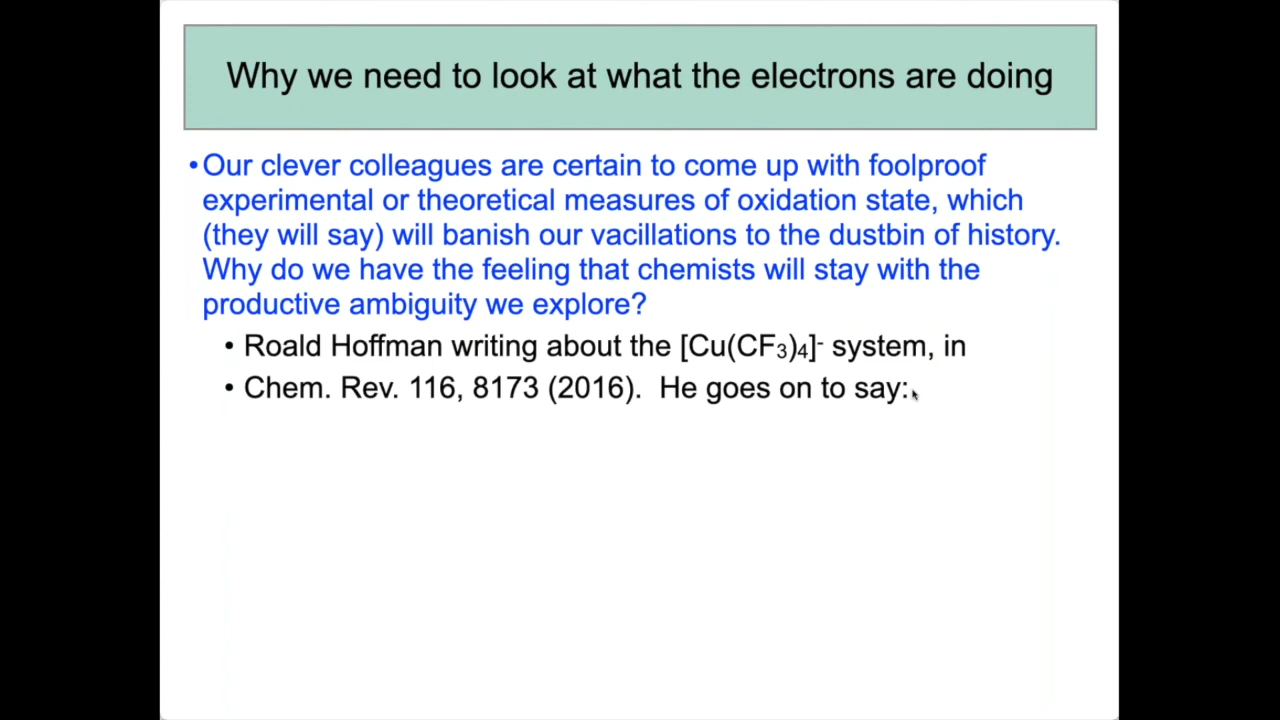 Why we need to look at what the electrons are doing
•Our clever colleagues are certain to come up with foolproof
experimental or theoretical measures of oxidation state, which
(they will say) will banish our vacillations to the dustbin of history.
Why do we have the feeling that chemists will stay with the
productive ambiguity we explore?
• Roald Hoffman writing about the [Cu(CF₃)₄]⁻ system, in
• Chem. Rev. 116, 8173 (2016).  He goes on to say: